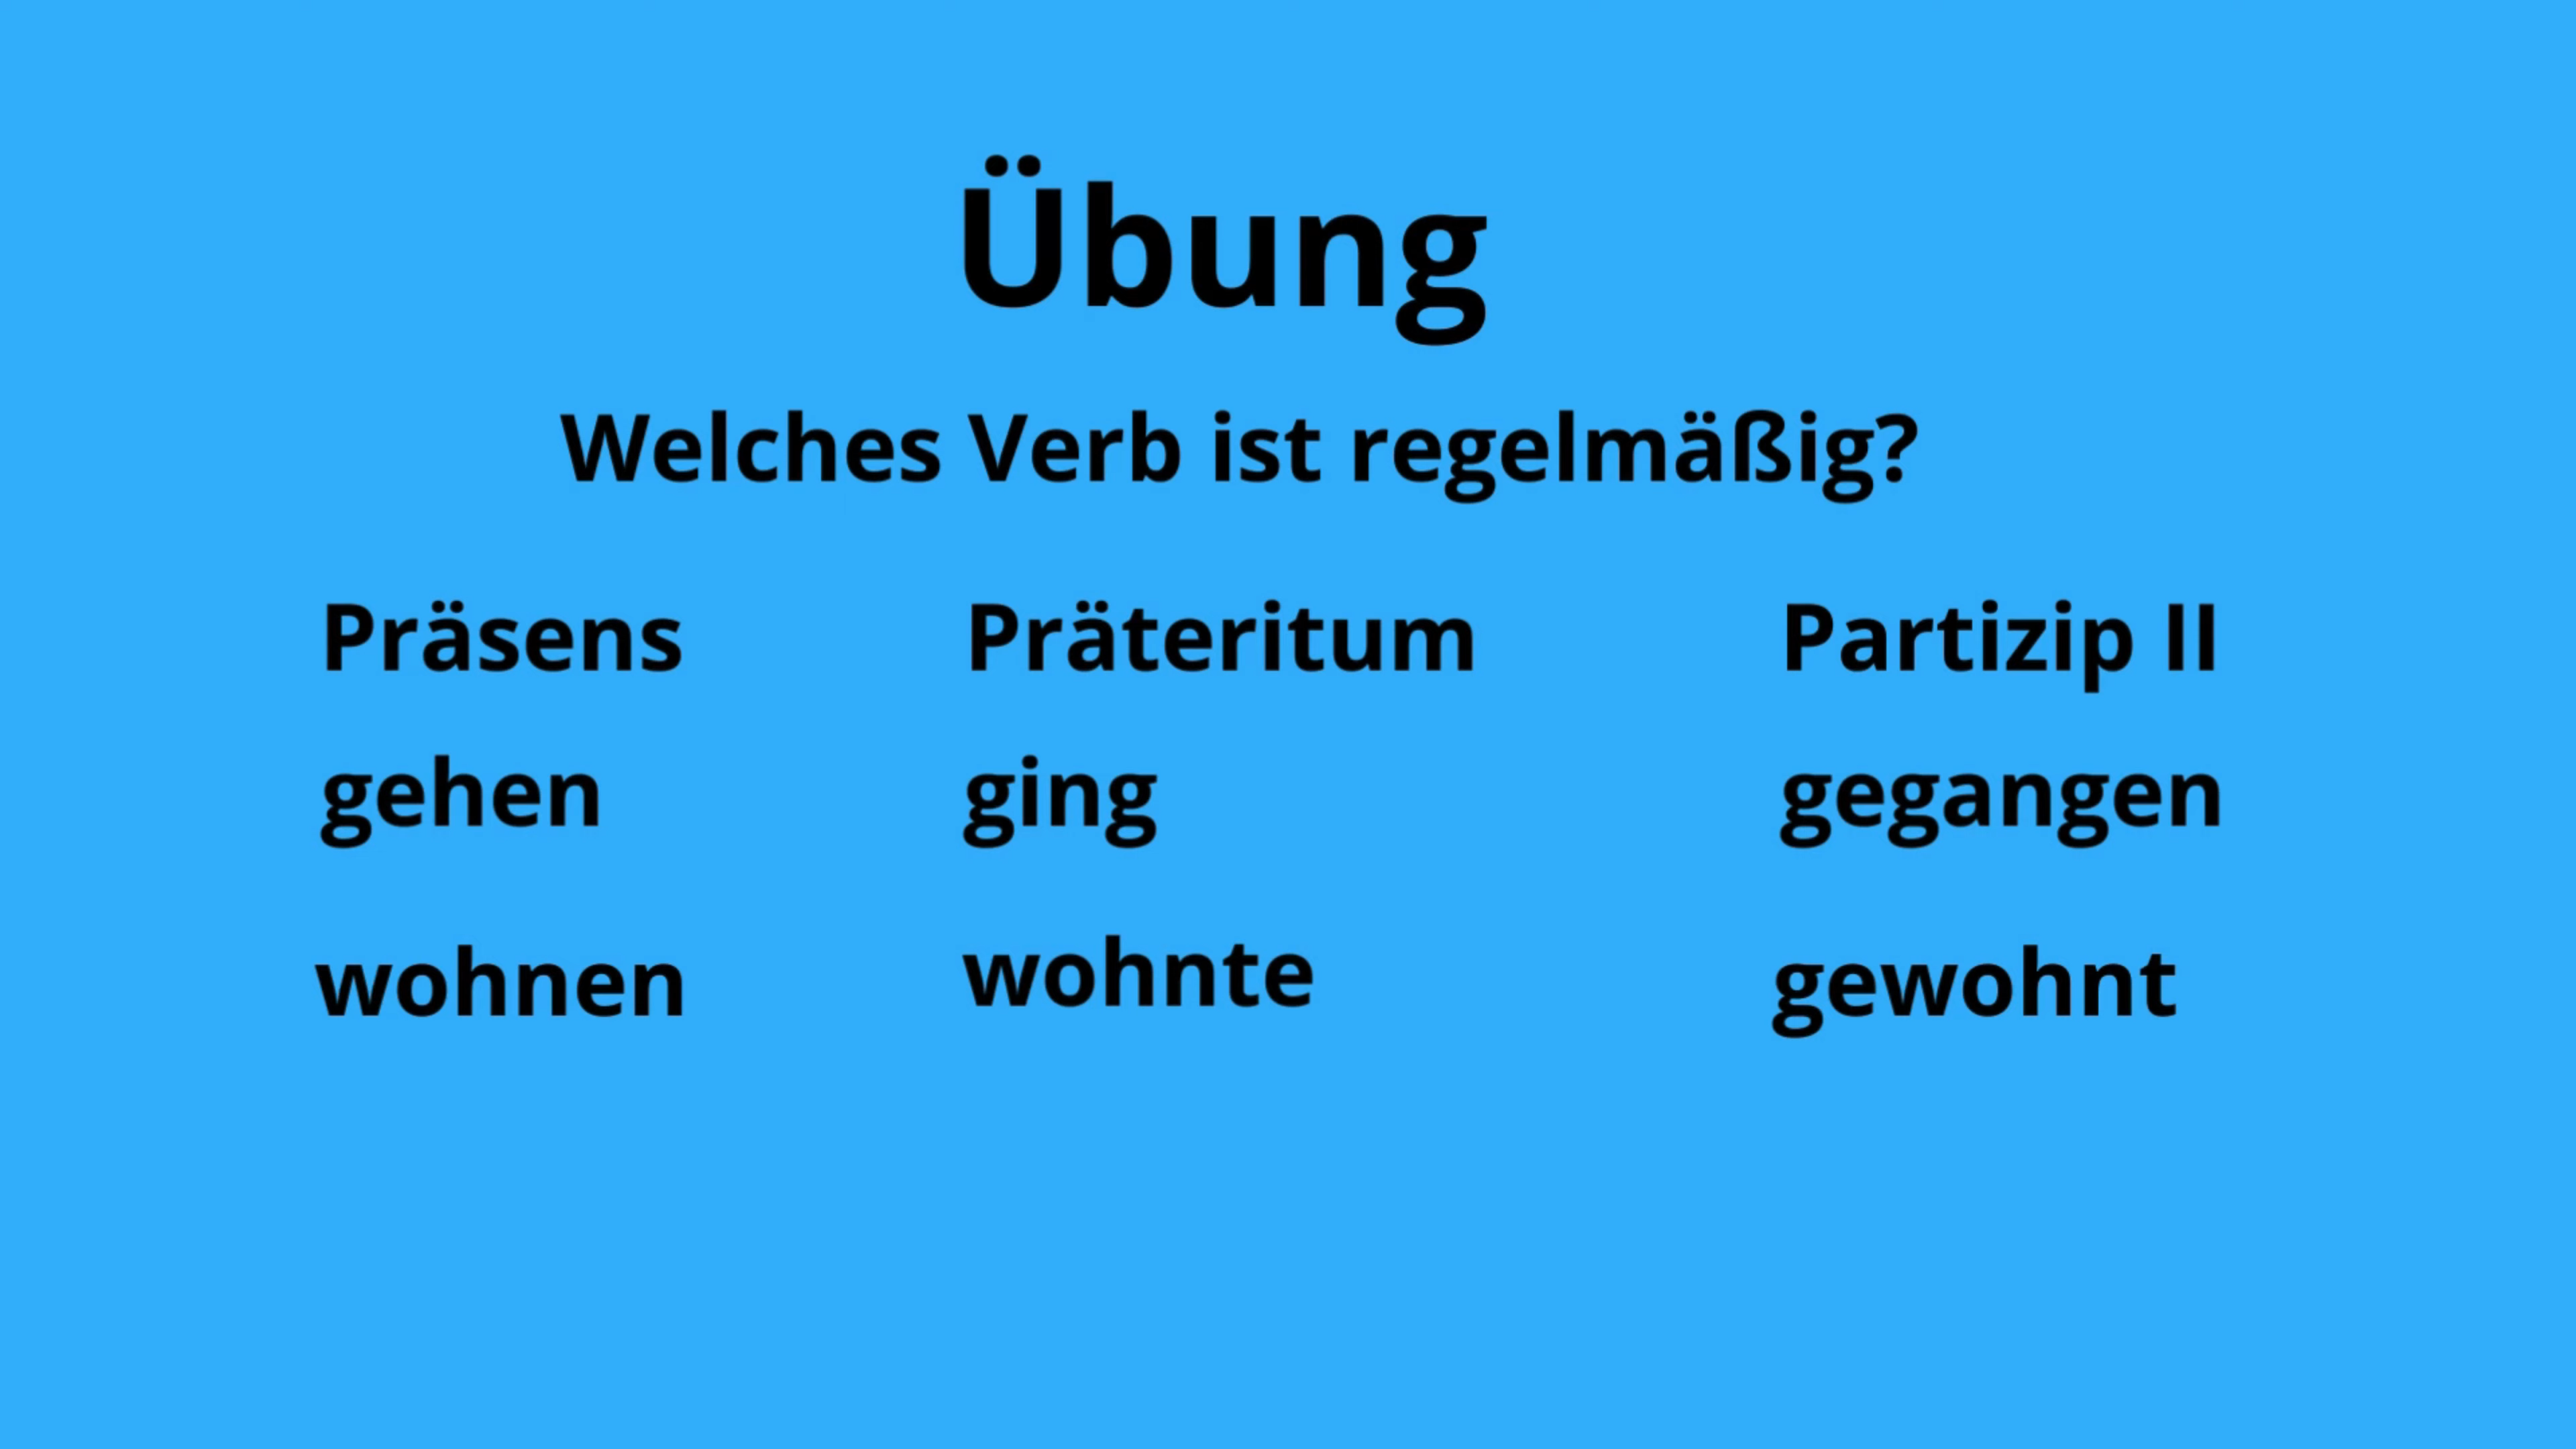 Übung
Welches Verb ist regelmäßig?
Präsens Präteritum Partizip II
gehen ging gegangen
wohnen wohnte gewohnt